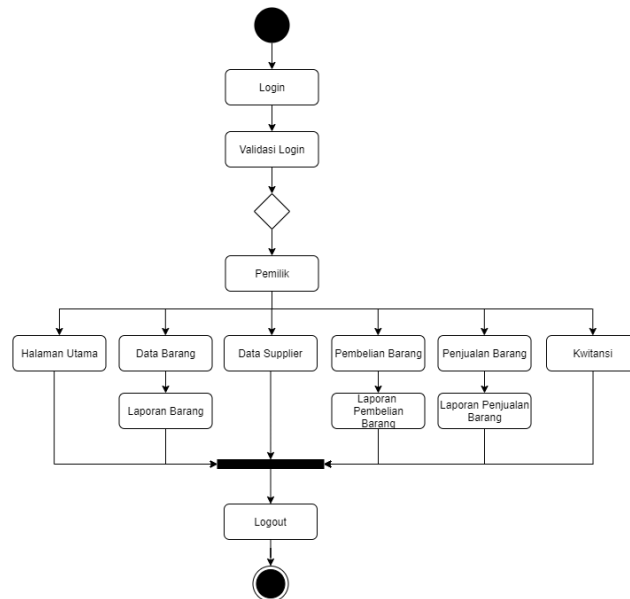 Login
Validasi Login
Pemilik
Halaman Utama
Data Barang
Data Supplier
Pembelian Barang
Penjualan Barang
Kwitansi
Laporan Barang
Laporan
Pembelian
Barang
Laporan Penjualan
Barang
Logout